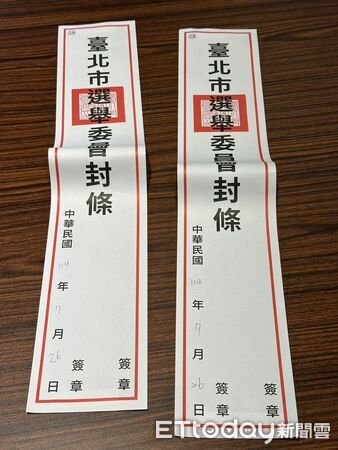 臺北市選舉委會封條
中華民國 114 年 7 月 26 日
簽章
簽章
臺北市選舉委員會封條
中華民國 114 年 7 月 26 日
簽章
簽章
ETtoday新聞雲